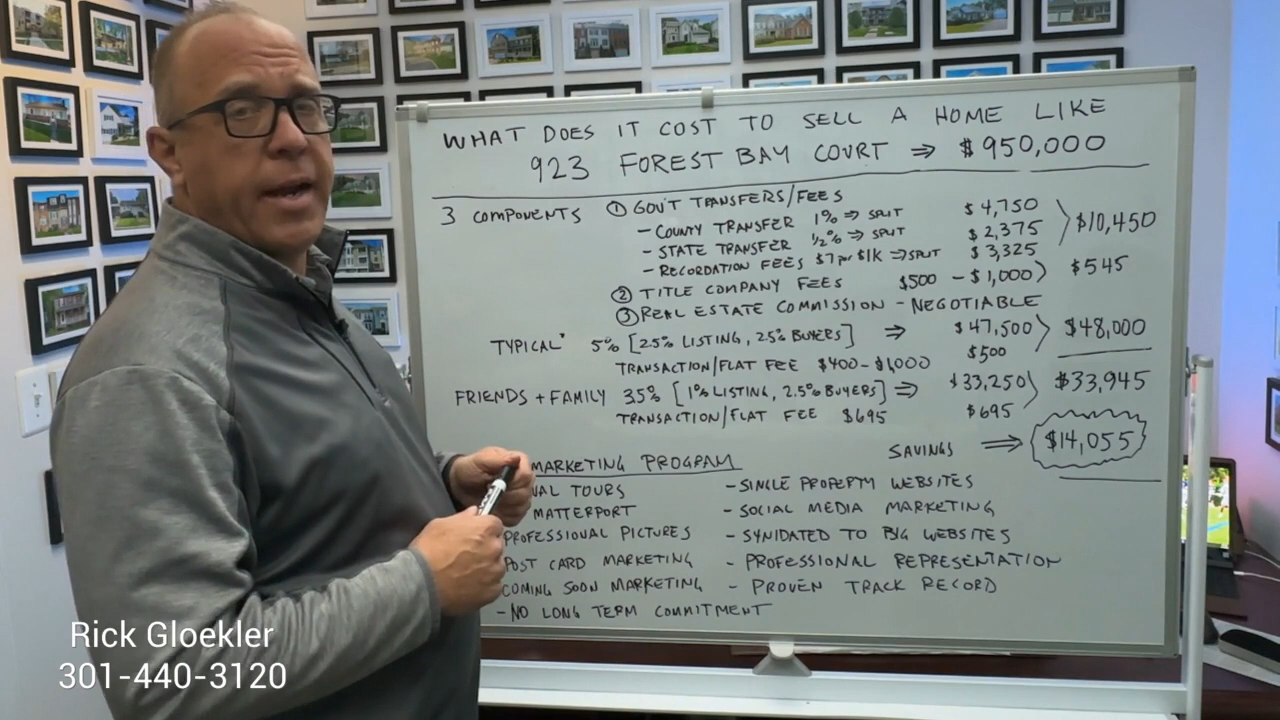 WHAT DOES IT COST TO SELL A HOME LIKE
923 FOREST BAY COURT ⇒ $950,000
3 COMPONENTS ① GOV'T TRANSFERS/FEES
- COUNTY TRANSFER 1% ⇒ SPLIT $4,750
- STATE TRANSFER 1/2% ⇒ SPLIT $2,375 $10,450
- RECORDATION FEES $7 per $1K ⇒ SPLIT $3,325
② TITLE COMPANY FEES $500 - $1,000 $545
③ REAL ESTATE COMMISSION - NEGOTIABLE
TYPICAL" 5% [2.5% LISTING, 2.5% BUYERS] ⇒ $47,500 $48,000
TRANSACTION/FLAT FEE $400-$1,000 $500
FRIENDS + FAMILY 3.5% [1% LISTING, 2.5% BUYERS] ⇒ $33,250 $33,945
TRANSACTION/FLAT FEE $695 $695
SAVINGS ⇒ $14,055
MARKETING PROGRAM
UAL TOURS - SINGLE PROPERTY WEBSITES
MATTERPORT - SOCIAL MEDIA MARKETING
PROFESSIONAL PICTURES - SYNIDATED TO BIG WEBSITES
POST CARD MARKETING - PROFESSIONAL REPRESENTATION
COMING SOON MARKETING - PROVEN TRACK RECORD
- NO LONG TERM COMMITMENT
Rick Gloekler
301-440-3120